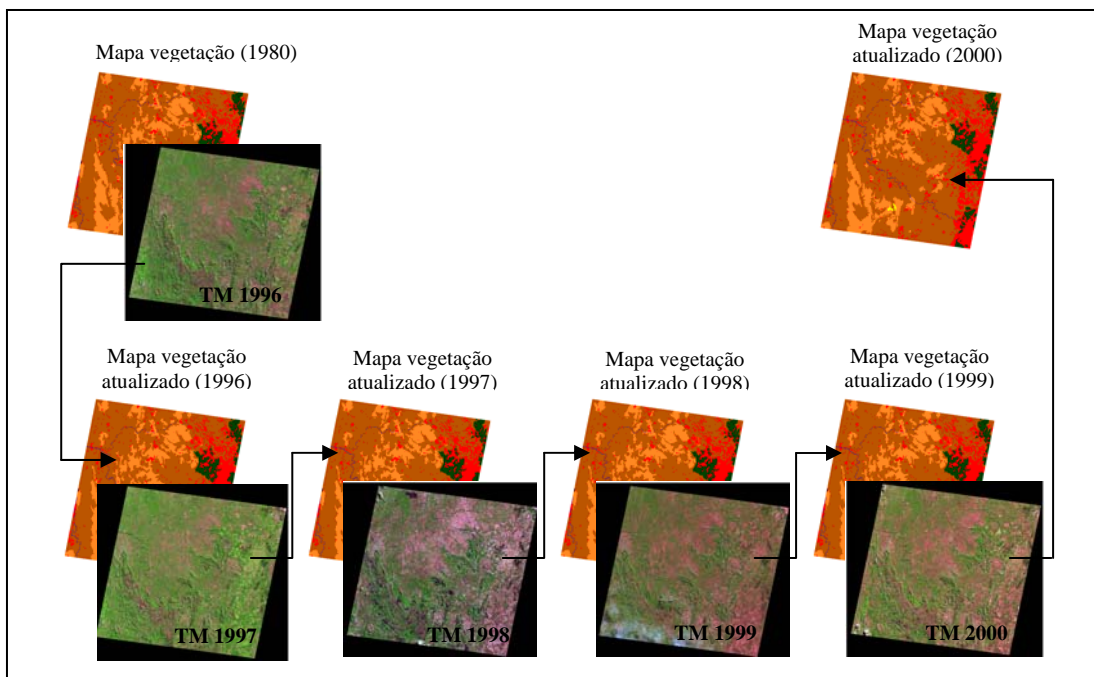 Mapa vegetação (1980)
Mapa vegetação
atualizado (2000)
TM 1996
Mapa vegetação
atualizado (1996)
Mapa vegetação
atualizado (1997)
Mapa vegetação
atualizado (1998)
Mapa vegetação
atualizado (1999)
TM 1997
TM 1998
TM 1999
TM 2000